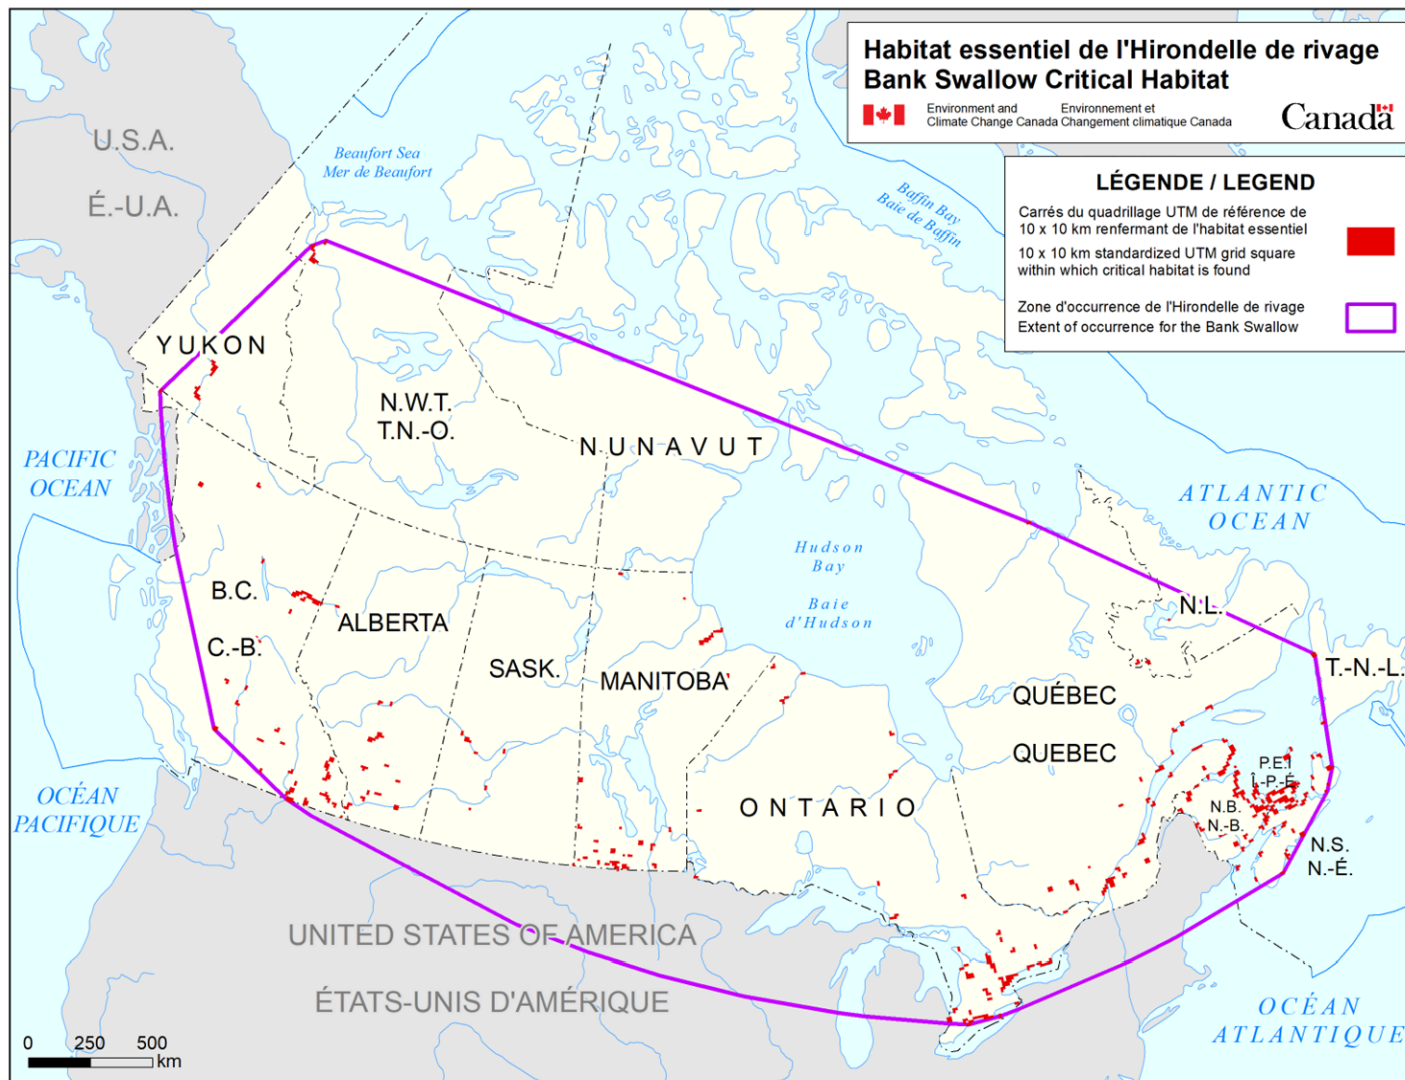 Habitat essentiel de l'Hirondelle de rivage
Bank Swallow Critical Habitat
Environment and
Climate Change Canada
Environnement et
Changement climatique Canada
Canada
LÉGENDE / LEGEND
Carrés du quadrillage UTM de référence de
10 x 10 km renfermant de l'habitat essentiel
10 x 10 km standardized UTM grid square
within which critical habitat is found
Zone d'occurrence de l'Hirondelle de rivage
Extent of occurrence for the Bank Swallow
U.S.A.
É.-U.A.
Beaufort Sea
Mer de Beaufort
Baffin Bay
Baie de Baffin
YUKON
N.W.T.
T.N.-O.
NUNAVUT
PACIFIC
OCEAN
ATLANTIC
OCEAN
Hudson
Bay
Baie
d'Hudson
B.C.
C.-B.
ALBERTA
SASK.
MANITOBA
N.L.
T.-N.-L.
QUÉBEC
QUEBEC
ONTARIO
P.E.I
Î.-P.-É.
N.B.
N.-B.
N.S.
N.-É.
OCÉAN
PACIFIQUE
UNITED STATES OF AMERICA
ÉTATS-UNIS D'AMÉRIQUE
OCÉAN
ATLANTIQUE
0 250 500
km